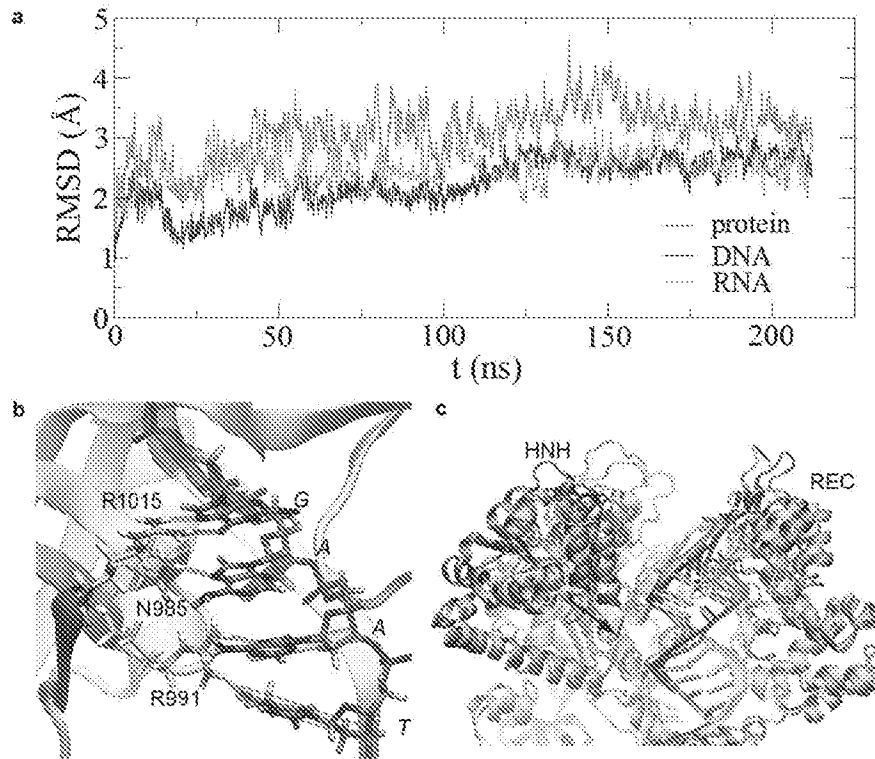 a
5
4
3
2
1
0
RMSD (Å)
protein
DNA
RNA
0 50 100 150 200
t (ns)
b
R1015
G
A
N985
A
R991
T
c
HNH
REC